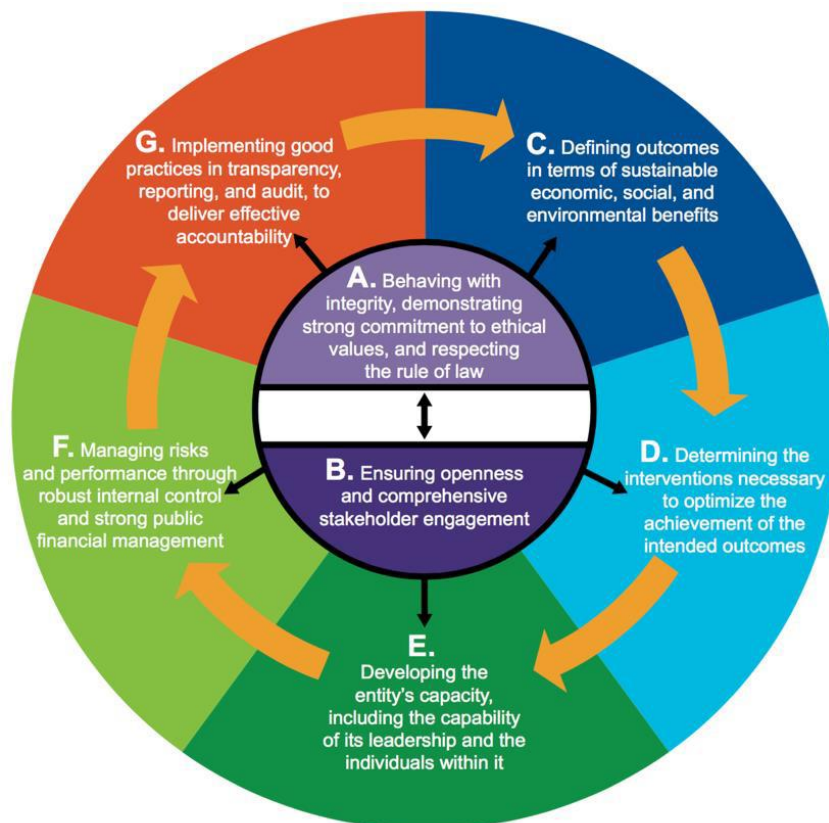 G. Implementing good
practices in transparency,
reporting, and audit, to
deliver effective
accountability
C. Defining outcomes
in terms of sustainable
economic, social, and
environmental benefits
A. Behaving with
integrity, demonstrating
strong commitment to ethical
values, and respecting
the rule of law
F. Managing risks
and performance through
robust internal control
and strong public
financial management
B. Ensuring openness
and comprehensive
stakeholder engagement
D. Determining the
interventions necessary
to optimize the
achievement of the
intended outcomes
E.
Developing the
entity's capacity,
including the capability
of its leadership and the
individuals within it